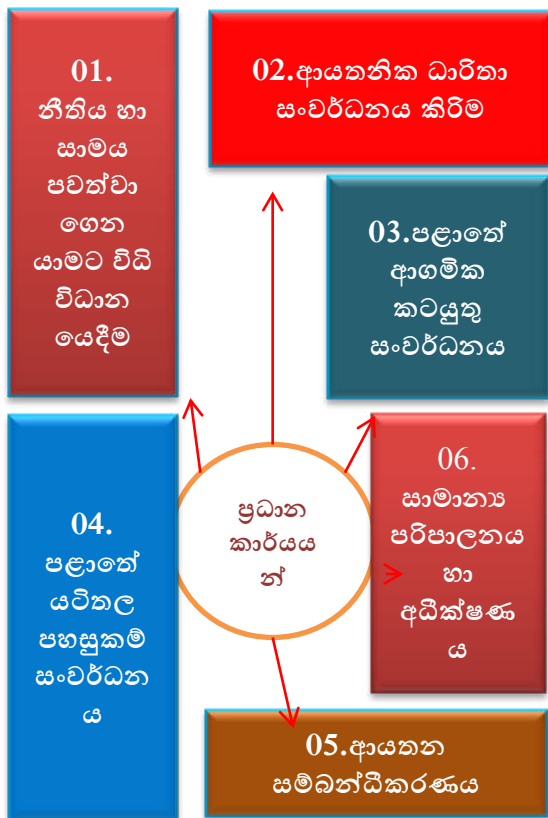 01.
නීතිය හා
සාමය
පවත්වා
ගෙන
යාමට විධි
විධාන
යෙදීම
02.ආයතනික ධාරිතා
සංවර්ධනය කිරිම
03.පළාතේ
ආගමික
කටයුතු
සංවර්ධනය
04.
පළාතේ
යටිතල
පහසුකම්
සංවර්ධන
ය
ප්‍රධාන
කාර්යය
න්
06.
සාමාන්‍ය
පරිපාලනය
හා
අධීක්ෂණ
ය
05.ආයතන
සම්බන්ධීකරණය